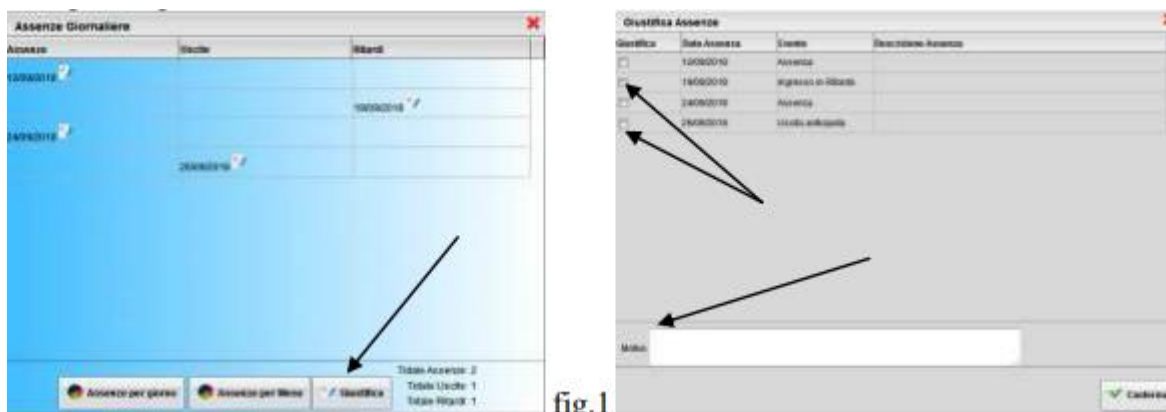 Assenze Giornaliere
Assenze Uscite Ritardi
12/09/2018
19/09/2018
24/09/2018
26/09/2018
Totale Assenze: 2
Totale Uscite: 1
Totale Ritardi: 1
Assenze per giorno Assenze per Mese Giustifica
fig.1
Giustifica Assenze
Giustifica Data Assenza Evento Descrizione Assenza
12/09/2018 Assenza
19/09/2018 Ingresso in Ritardo
24/09/2018 Assenza
26/09/2018 Uscita anticipata
Motivo
Conferma